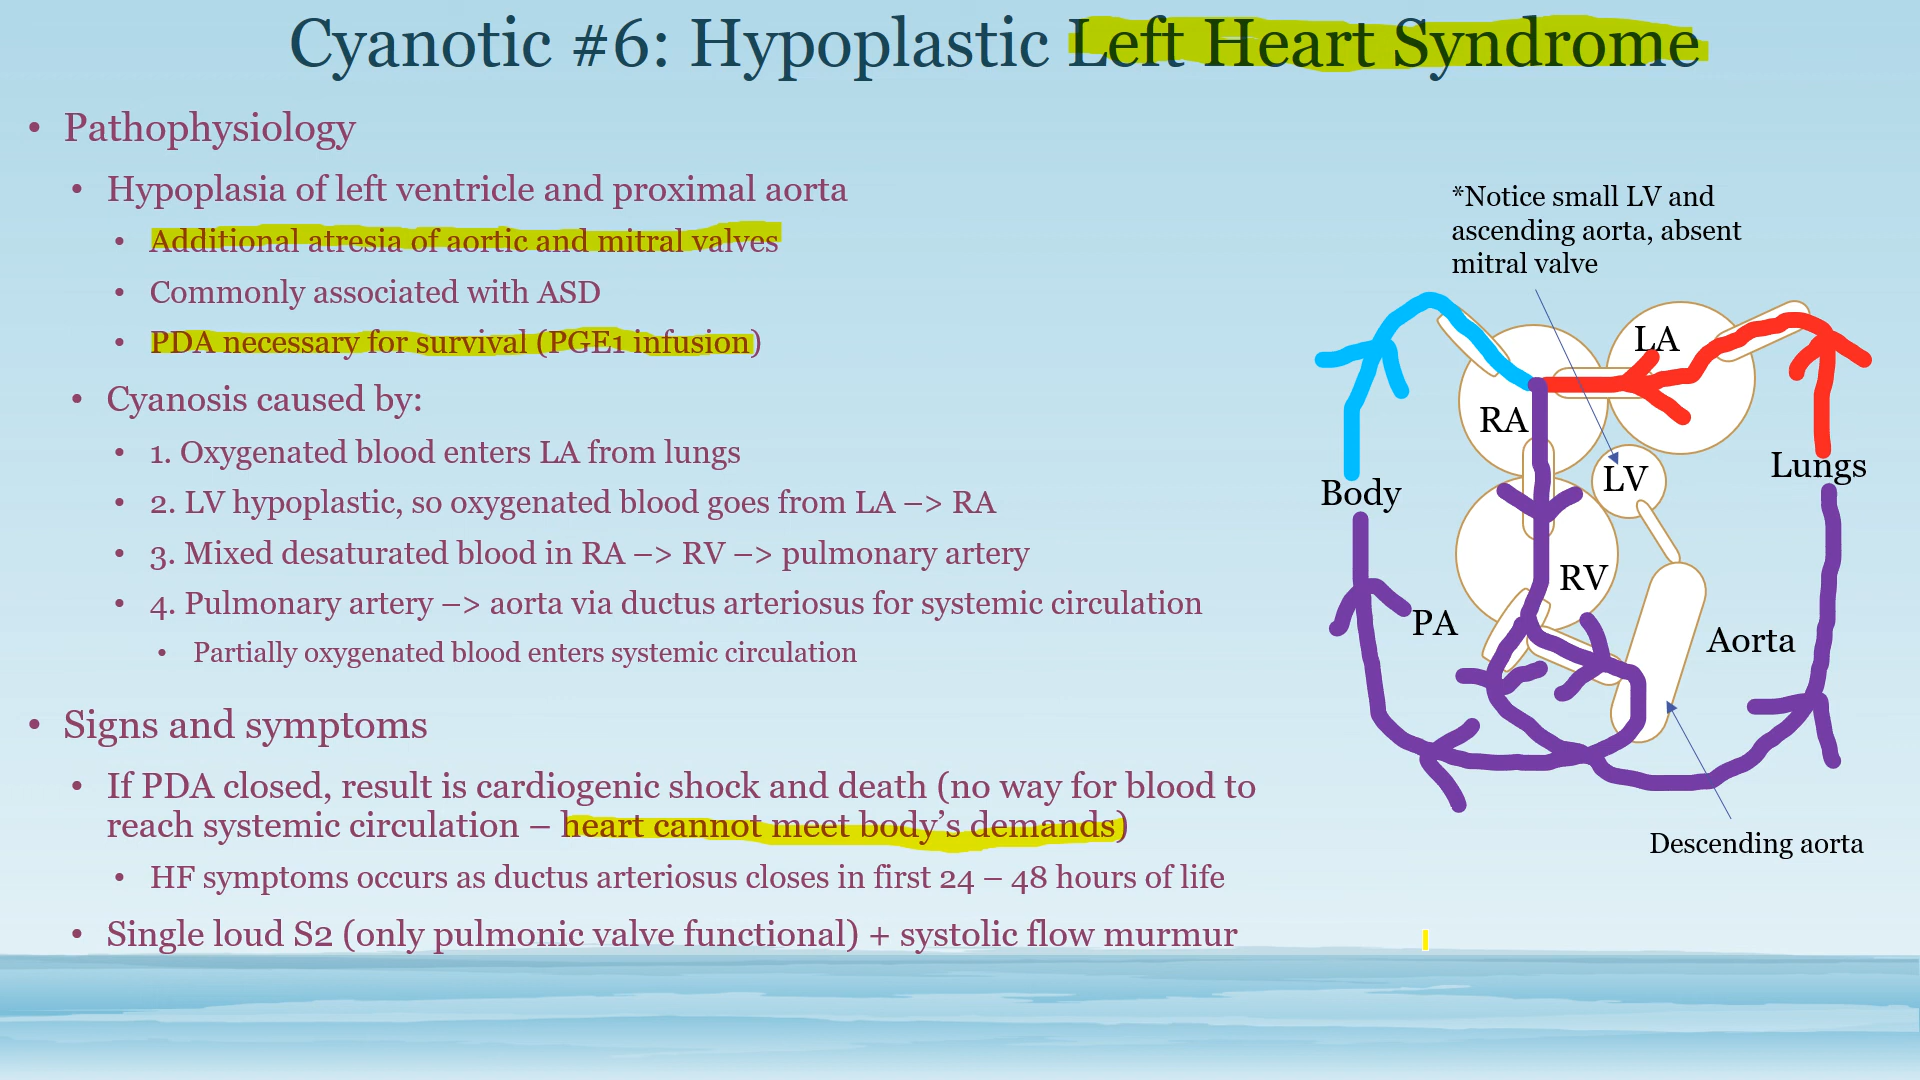 Cyanotic #6: Hypoplastic Left Heart Syndrome
• Pathophysiology
• Hypoplasia of left ventricle and proximal aorta
• Additional atresia of aortic and mitral valves
• Commonly associated with ASD
• PDA necessary for survival (PGE1 infusion)
• Cyanosis caused by:
• 1. Oxygenated blood enters LA from lungs
• 2. LV hypoplastic, so oxygenated blood goes from LA –> RA
• 3. Mixed desaturated blood in RA –> RV –> pulmonary artery
• 4. Pulmonary artery –> aorta via ductus arteriosus for systemic circulation
• Partially oxygenated blood enters systemic circulation
• Signs and symptoms
• If PDA closed, result is cardiogenic shock and death (no way for blood to
reach systemic circulation – heart cannot meet body’s demands)
• HF symptoms occurs as ductus arteriosus closes in first 24 – 48 hours of life
• Single loud S2 (only pulmonic valve functional) + systolic flow murmur
*Notice small LV and
ascending aorta, absent
mitral valve
LA
RA
Lungs
LV
Body
RV
PA
Aorta
Descending aorta